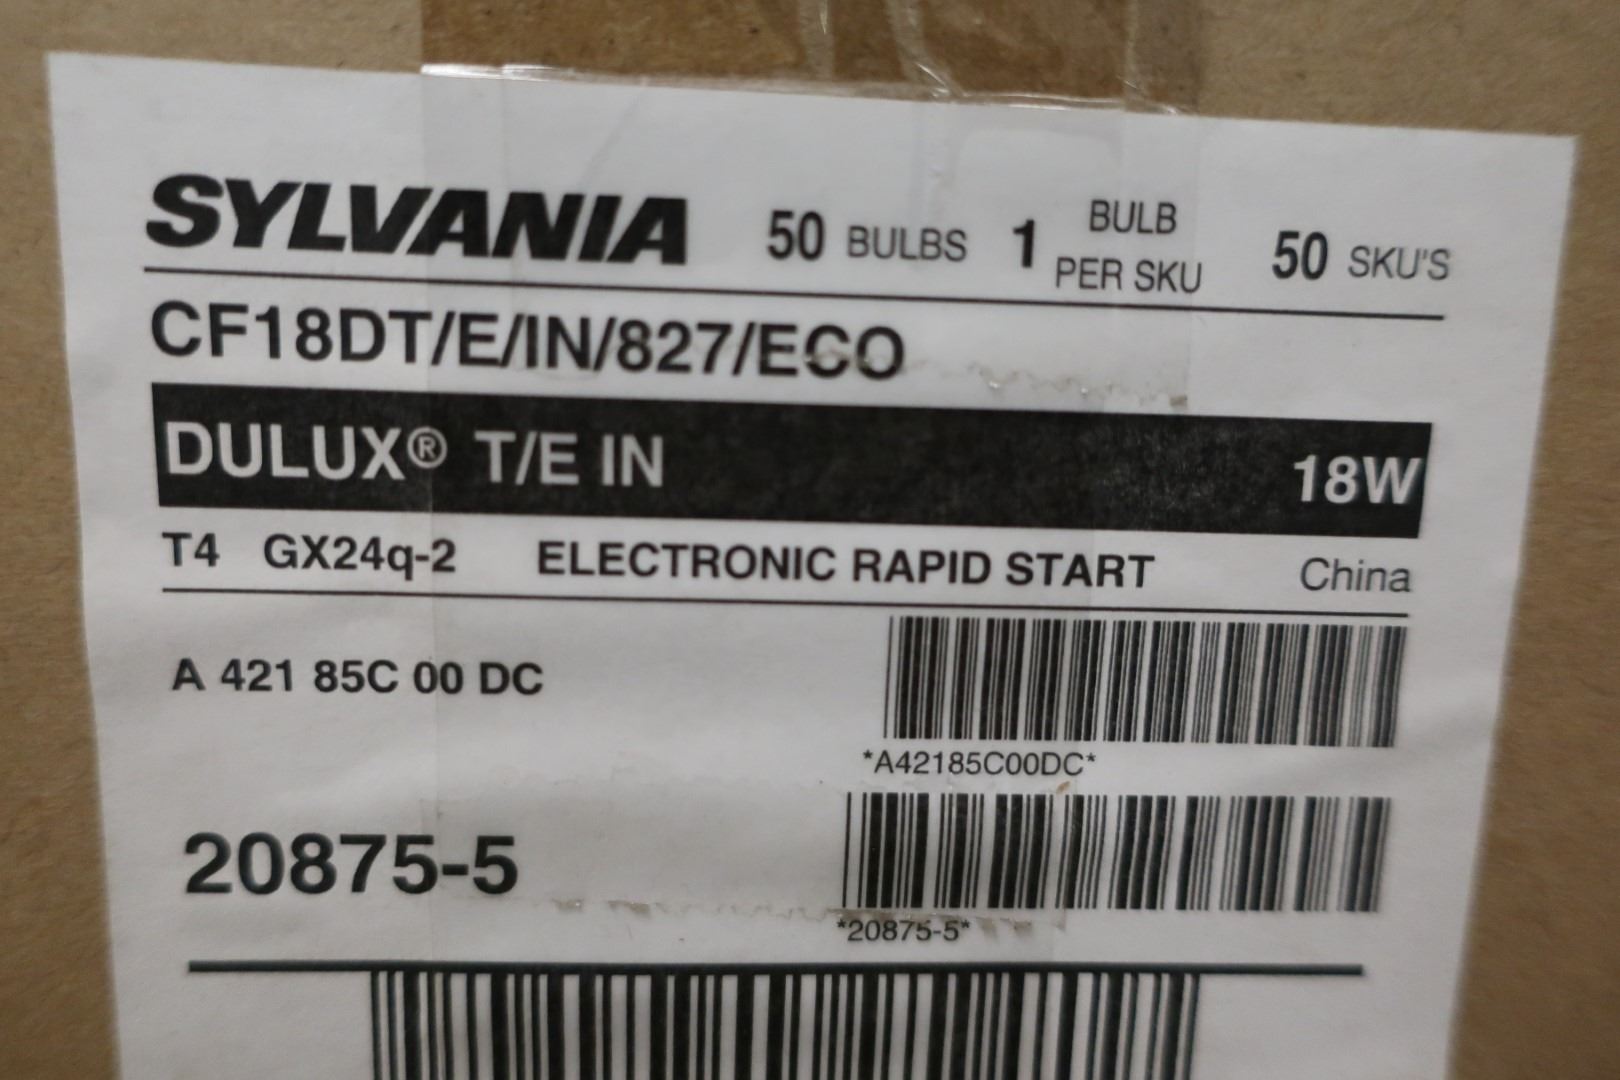 SYLVANIA 50 BULBS 1 BULB PER SKU 50 SKU'S
CF18DT/E/IN/827/ECO
DULUX® T/E IN 18W
T4 GX24q-2 ELECTRONIC RAPID START China
A 421 85C 00 DC
*A42185C00DC*
20875-5
*20875-5*